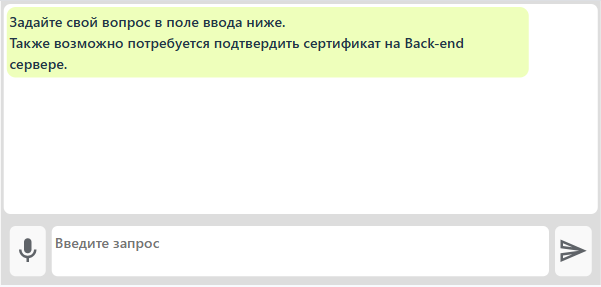 Задайте свой вопрос в поле ввода ниже.
Также возможно потребуется подтвердить сертификат на Back-end
сервере.
Введите запрос